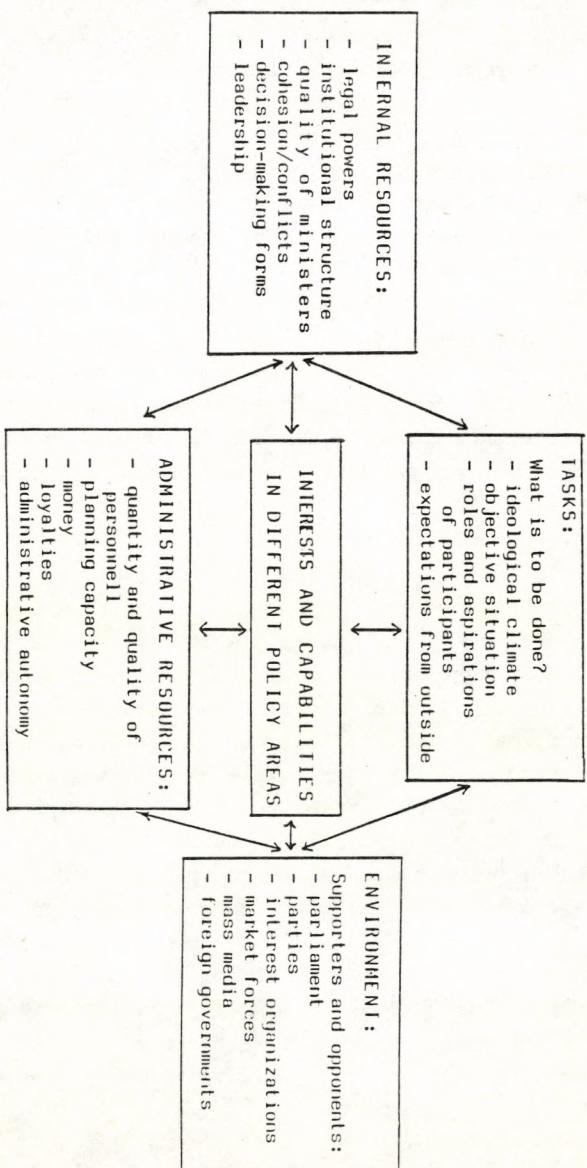 TASKS:
What is to be done?
- ideological climate
- objective situation
- roles and aspirations
of participants
- expectations from outside
INTERNAL RESOURCES:
- legal powers
- institutional structure
- quality of ministers
- cohesion/conflicts
- decision-making forms
- leadership
INTERESTS AND CAPABILITIES
IN DIFFERENT POLICY AREAS
ENVIRONMENT:
Supporters and opponents:
- parliament
- parties
- interest organizations
- market forces
- mass media
- foreign governments
ADMINISTRATIVE RESOURCES:
- quantity and quality of
personnell
- planning capacity
- money
- loyalties
- administrative autonomy